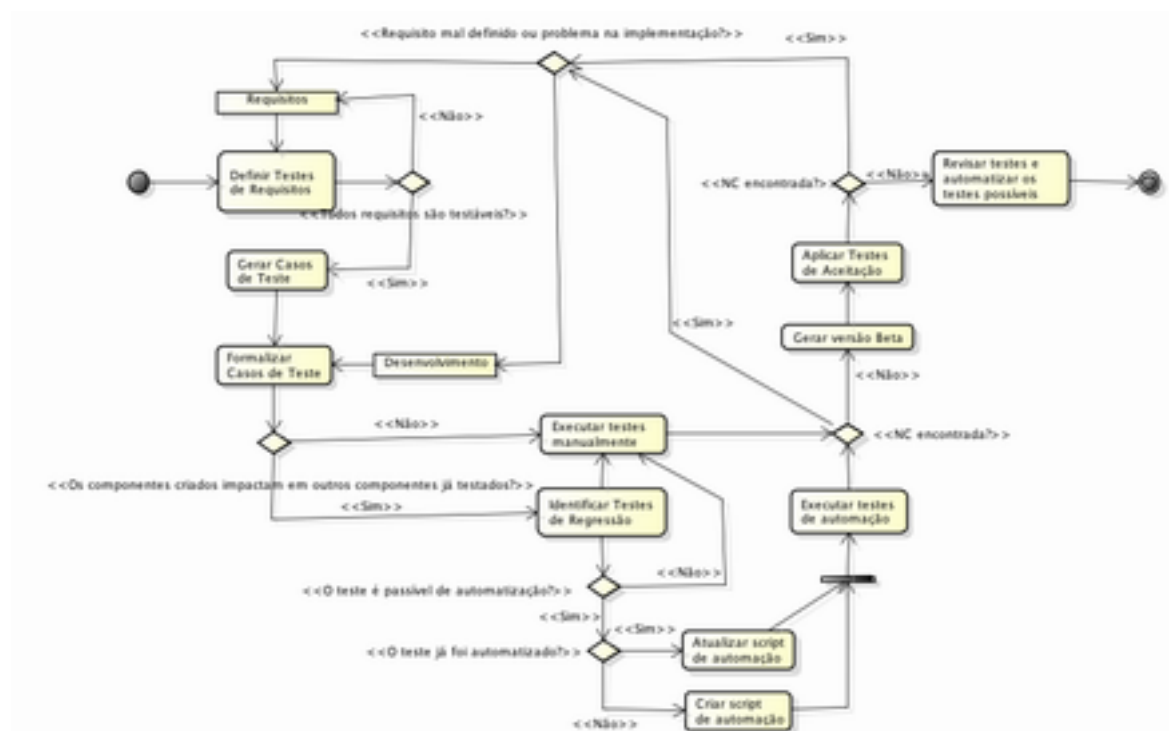 <<Requisito mal definido ou problema na implementação?>>
<<Sim>>
Requisitos
<<Não>>
Definir Testes
de Requisitos
<<Todos requisitos são testáveis?>>
<<NC encontrada?>>
<<Não>>
Revisar testes e
automatizar os
testes possíveis
Gerar Casos
de Teste
<<Sim>>
Aplicar Testes
de Aceitação
<<Sim>>
Gerar versão Beta
Formalizar
Casos de Teste
Desenvolvimento
<<Não>>
<<Não>>
Executar testes
manualmente
<<NC encontrada?>>
<<Os componentes criados impactam em outros componentes já testados?>>
<<Sim>>
Identificar Testes
de Regressão
Executar testes
de automação
<<O teste é passível de automatização?>>
<<Não>>
<<Sim>>
<<Sim>>
<<O teste já foi automatizado?>>
Atualizar script
de automação
<<Não>>
Criar script
de automação